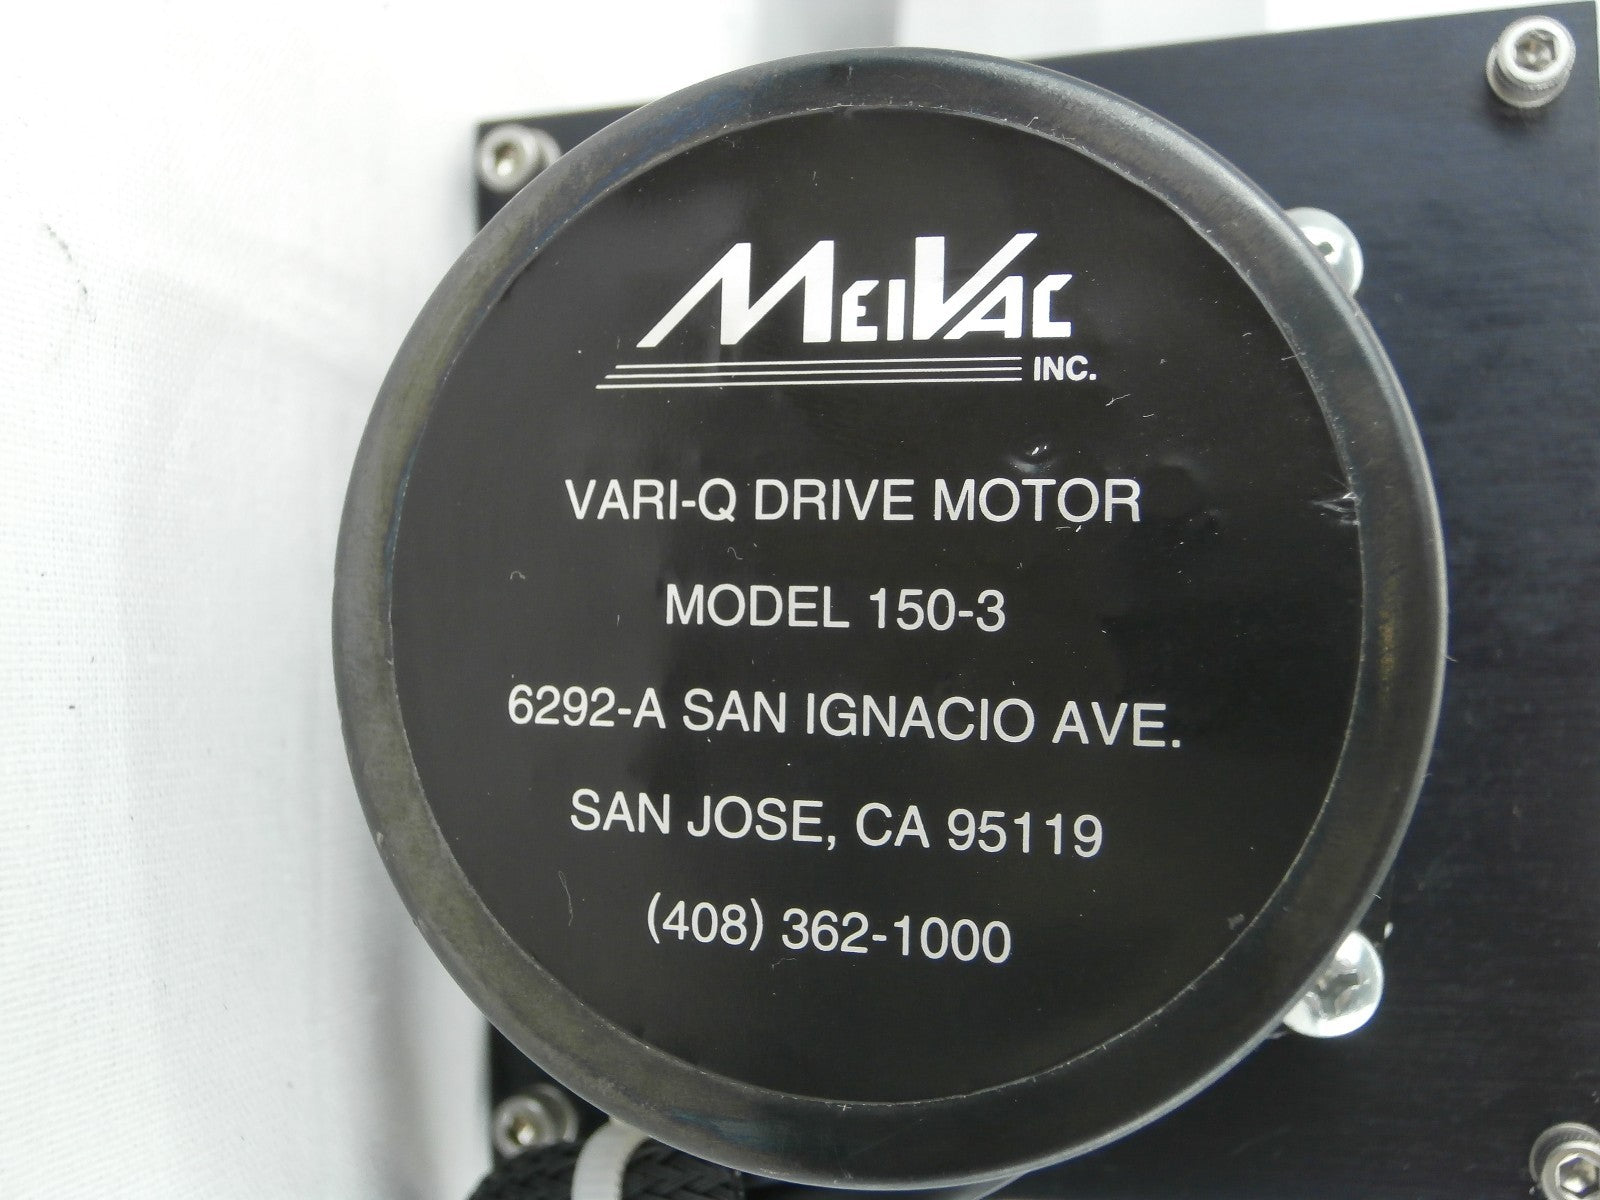 MEIVAC
INC.
VARI-Q DRIVE MOTOR
MODEL 150-3
6292-A SAN IGNACIO AVE.
SAN JOSE, CA 95119
(408) 362-1000